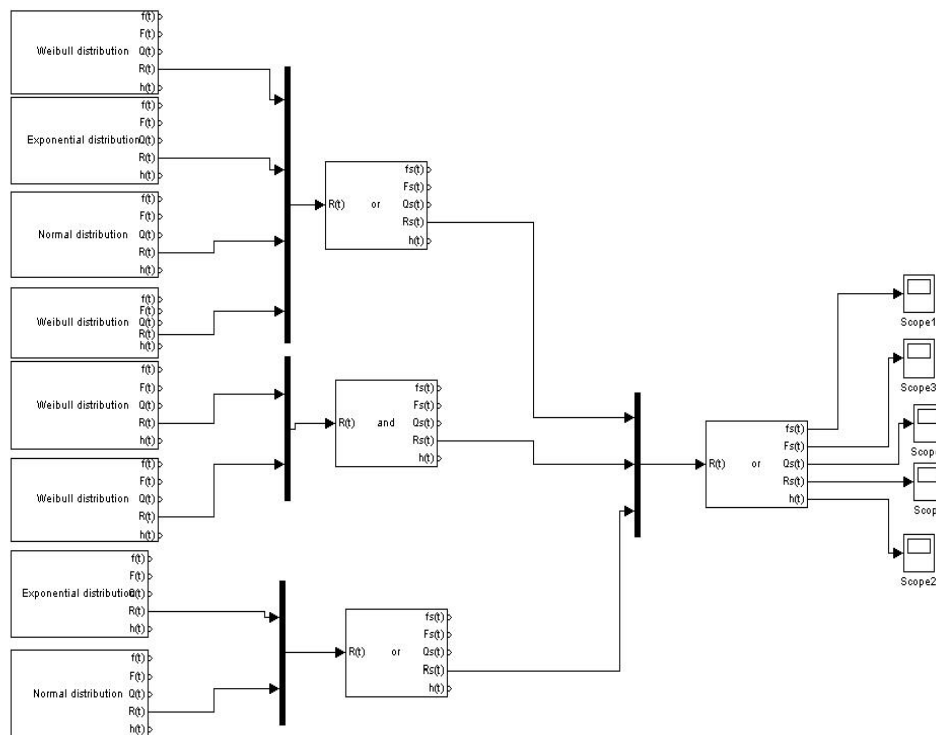 f(t)
F(t)
Weibull distribution Q(t)
R(t)
h(t)
f(t)
F(t)
Exponential distribution Q(t)
R(t)
h(t)
f(t)
F(t)
Normal distribution Q(t)
R(t)
h(t)
f(t)
F(t)
Weibull distribution Q(t)
R(t)
h(t)
f(t)
F(t)
Weibull distribution Q(t)
R(t)
h(t)
f(t)
F(t)
Weibull distribution Q(t)
R(t)
h(t)
f(t)
F(t)
Exponential distribution Q(t)
R(t)
h(t)
f(t)
F(t)
Normal distribution Q(t)
R(t)
h(t)
fs(t)
Fs(t)
R(t) or Qs(t)
Rs(t)
h(t)
fs(t)
Fs(t)
R(t) and Qs(t)
Rs(t)
h(t)
fs(t)
Fs(t)
R(t) or Qs(t)
Rs(t)
h(t)
fs(t)
Fs(t)
R(t) or Qs(t)
Rs(t)
h(t)
Scope1
Scope3
Scop
Scop
Scope2